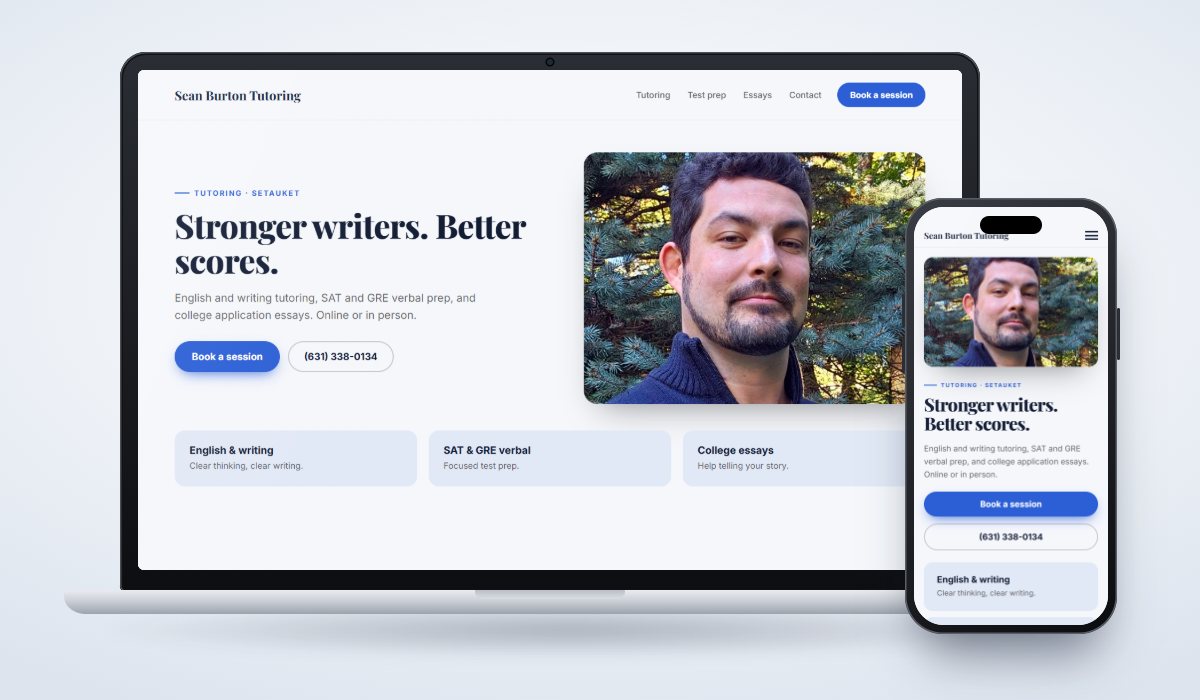 Sean Burton Tutoring
Tutoring Test prep Essays Contact Book a session
TUTORING · SETAUKET
Stronger writers. Better
scores.
English and writing tutoring, SAT and GRE verbal prep, and
college application essays. Online or in person.
Book a session (631) 338-0134
English & writing
Clear thinking, clear writing.
SAT & GRE verbal
Focused test prep.
College essays
Help telling your story.
Sean Burton Tutoring
TUTORING · SETAUKET
Stronger writers.
Better scores.
English and writing tutoring, SAT and GRE
verbal prep, and college application essays.
Online or in person.
Book a session
(631) 338-0134
English & writing
Clear thinking, clear writing.